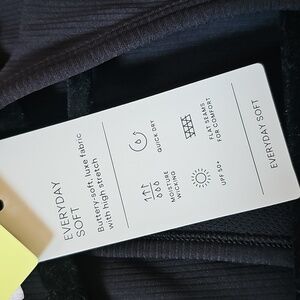 EVERYDAY
SOFT
Buttery-soft, luxe fabric
with high stretch
QUICK DRY
MOISTURE
WICKING
FLAT SEAMS
FOR COMFORT
UPF 50+
EVERYDAY SOFT